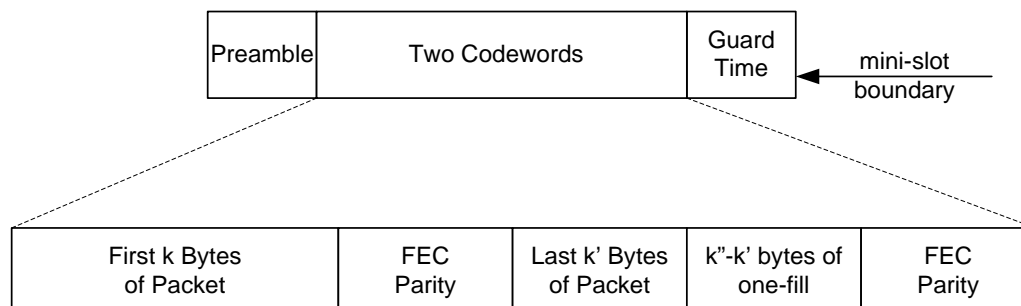 Preamble
Two Codewords
Guard
Time
mini-slot
boundary
First k Bytes
of Packet
FEC
Parity
Last k' Bytes
of Packet
k"-k' bytes of
one-fill
FEC
Parity